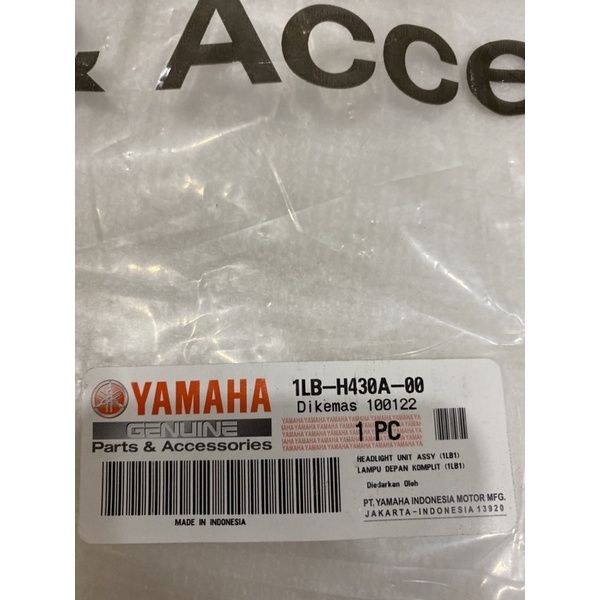 & Acce
YAMAHA
GENUINE
Parts & Accessories
MADE IN INDONESIA
1LB-H430A-00
Dikemas 100122
1 PC
HEADLIGHT UNIT ASSY (1LB1)
LAMPU DEPAN KOMPLIT (1LB1)
Diedarkan Oleh
PT. YAMAHA INDONESIA MOTOR MFG.
JAKARTA-INDONESIA 13920